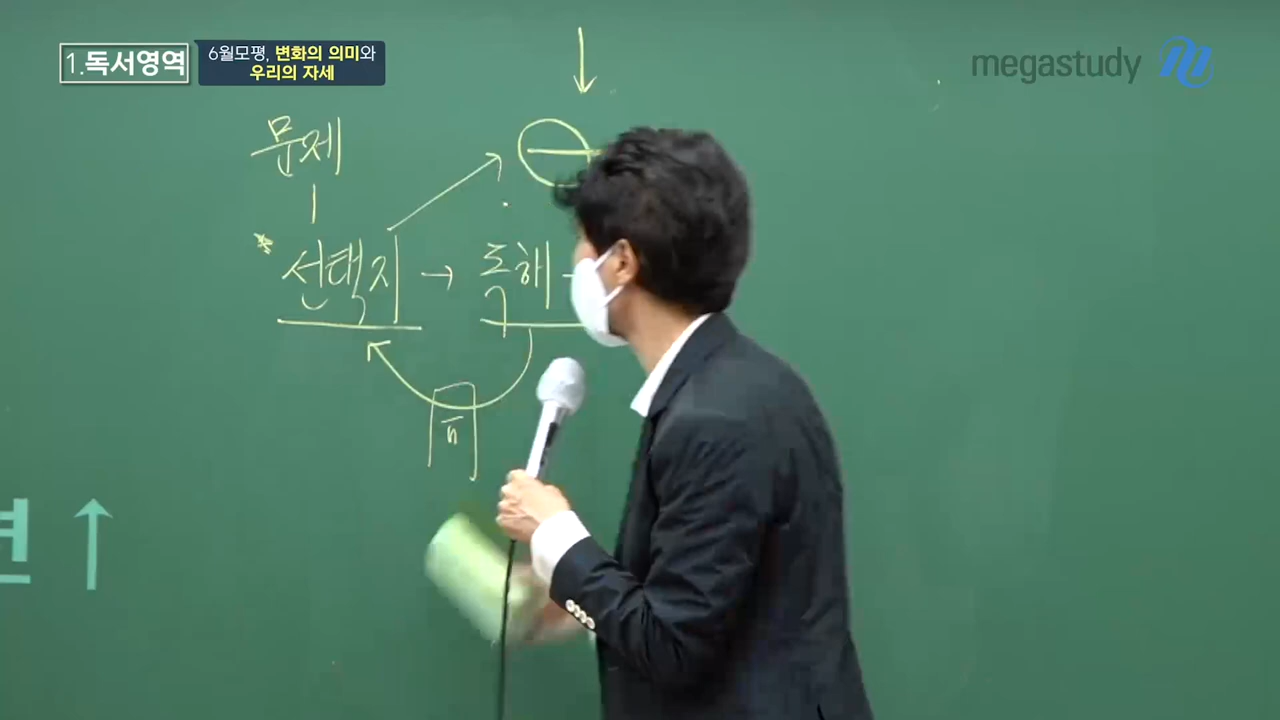 1.독서영역
6월모평, 변화의 의미와
우리의 자세
megastudy
문제
* 선택지 → 독해
n